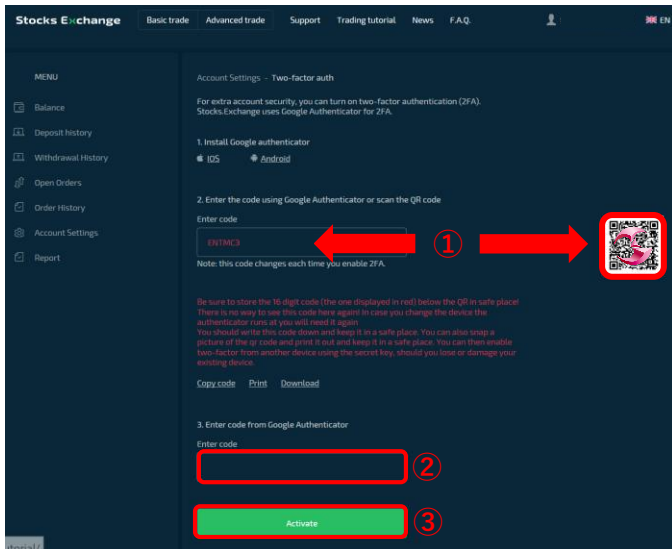 Stocks Exchange
Basic trade Advanced trade Support Trading tutorial News F.A.Q. EN
MENU
Balance
Deposit history
Withdrawal History
Open Orders
Order History
Account Settings
Report
Account Settings - Two-factor auth
For extra account security, you can turn on two-factor authentication (2FA).
Stocks.Exchange uses Google Authenticator for 2FA.
1. Install Google authenticator
IOS Android
2. Enter the code using Google Authenticator or scan the QR code
Enter code
ENTMC3
①
Note: this code changes each time you enable 2FA.
Be sure to store the 16 digit code (the one displayed in red) below the QR in safe place!
There is no way to see this code here again! In case you change the device the
authenticator runs at you will need it again
You should write this code down and keep it in a safe place. You can also snap a
picture of the qr code and print it out and keep it in a safe place. You can then enable
two-factor from another device using the secret key, should you lose or damage your
existing device.
Copy code Print Download
3. Enter code from Google Authenticator
Enter code
②
Activate
③